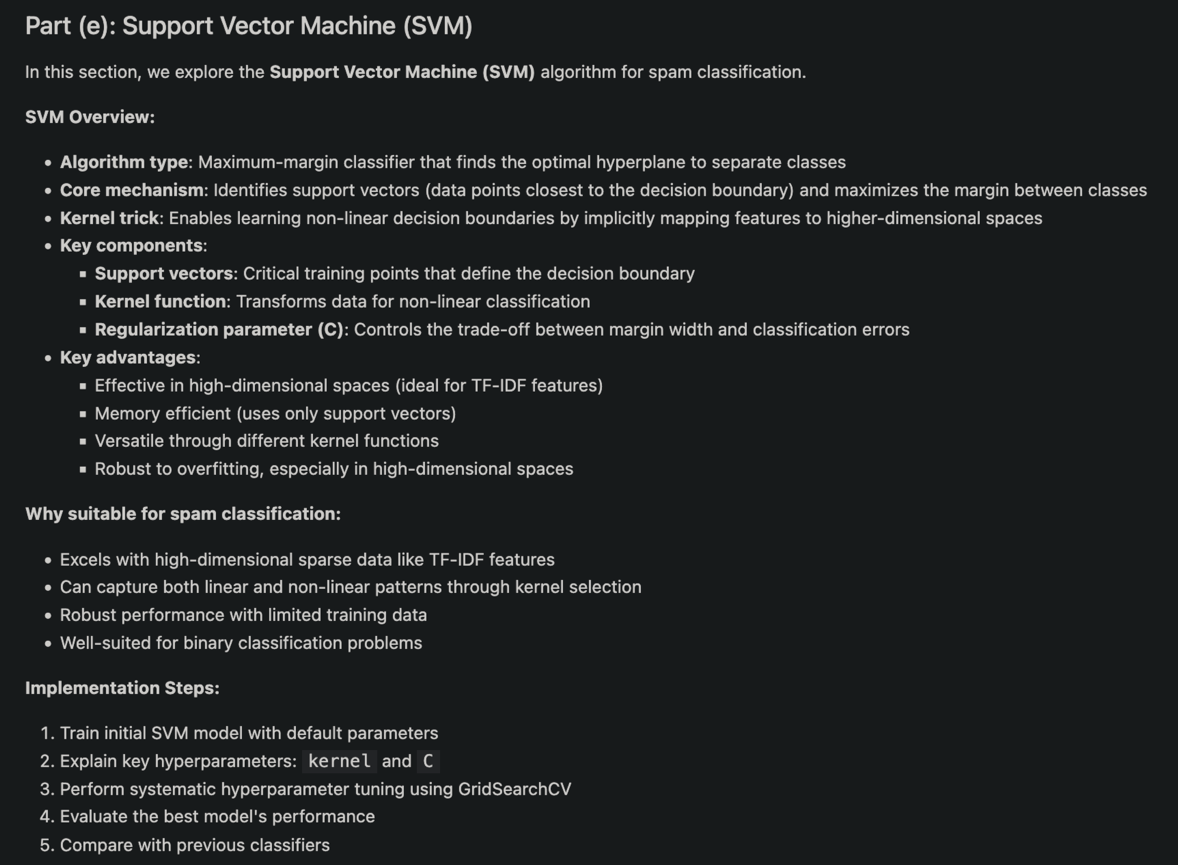 Part (e): Support Vector Machine (SVM)
In this section, we explore the Support Vector Machine (SVM) algorithm for spam classification.
SVM Overview:
• Algorithm type: Maximum-margin classifier that finds the optimal hyperplane to separate classes
• Core mechanism: Identifies support vectors (data points closest to the decision boundary) and maximizes the margin between classes
• Kernel trick: Enables learning non-linear decision boundaries by implicitly mapping features to higher-dimensional spaces
• Key components:
▪ Support vectors: Critical training points that define the decision boundary
▪ Kernel function: Transforms data for non-linear classification
▪ Regularization parameter (C): Controls the trade-off between margin width and classification errors
• Key advantages:
▪ Effective in high-dimensional spaces (ideal for TF-IDF features)
▪ Memory efficient (uses only support vectors)
▪ Versatile through different kernel functions
▪ Robust to overfitting, especially in high-dimensional spaces
Why suitable for spam classification:
• Excels with high-dimensional sparse data like TF-IDF features
• Can capture both linear and non-linear patterns through kernel selection
• Robust performance with limited training data
• Well-suited for binary classification problems
Implementation Steps:
1. Train initial SVM model with default parameters
2. Explain key hyperparameters: kernel and C
3. Perform systematic hyperparameter tuning using GridSearchCV
4. Evaluate the best model's performance
5. Compare with previous classifiers